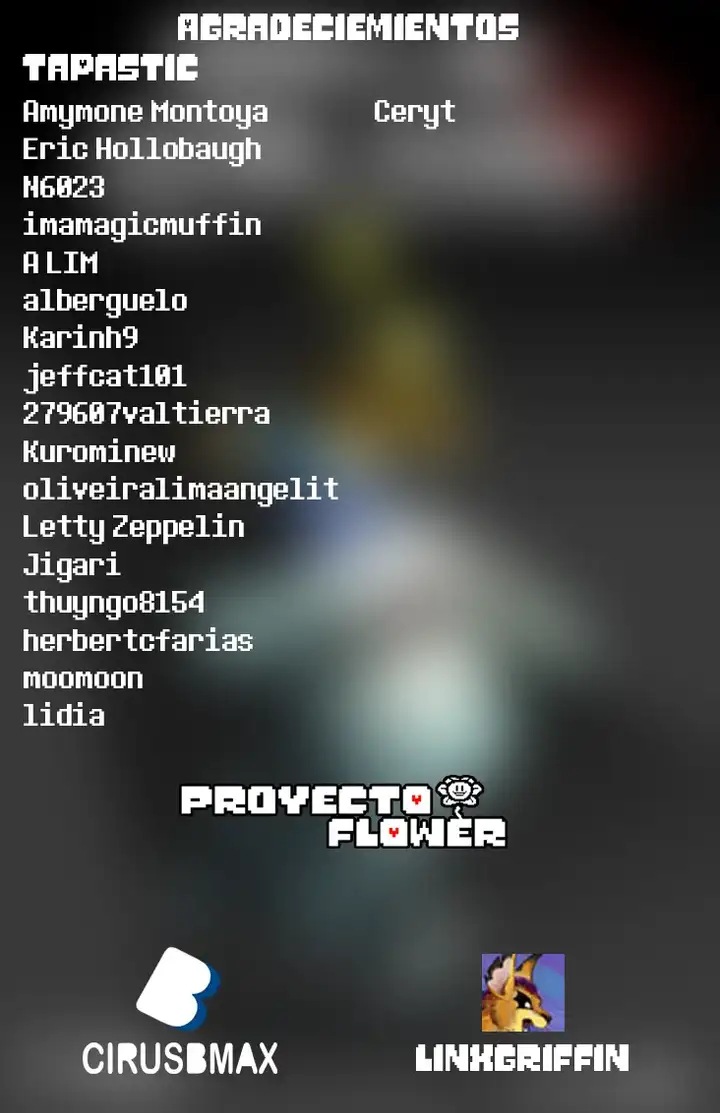 AGRADECIEMIENTOS
TAPASTIC
Amymone Montoya
Eric Hollobaugh
N6023
imamagicmuffin
A LIM
alberguelo
Karinh9
jeffcat101
279607valtierra
Kurominew
oliveiralimaangelit
Letty Zeppelin
Jigari
thuyngo8154
herbertcfarias
moomoon
lidia
Ceryt
PROYECTO
FLOWER
CIRUSBMAX
LINKGRIFFIN